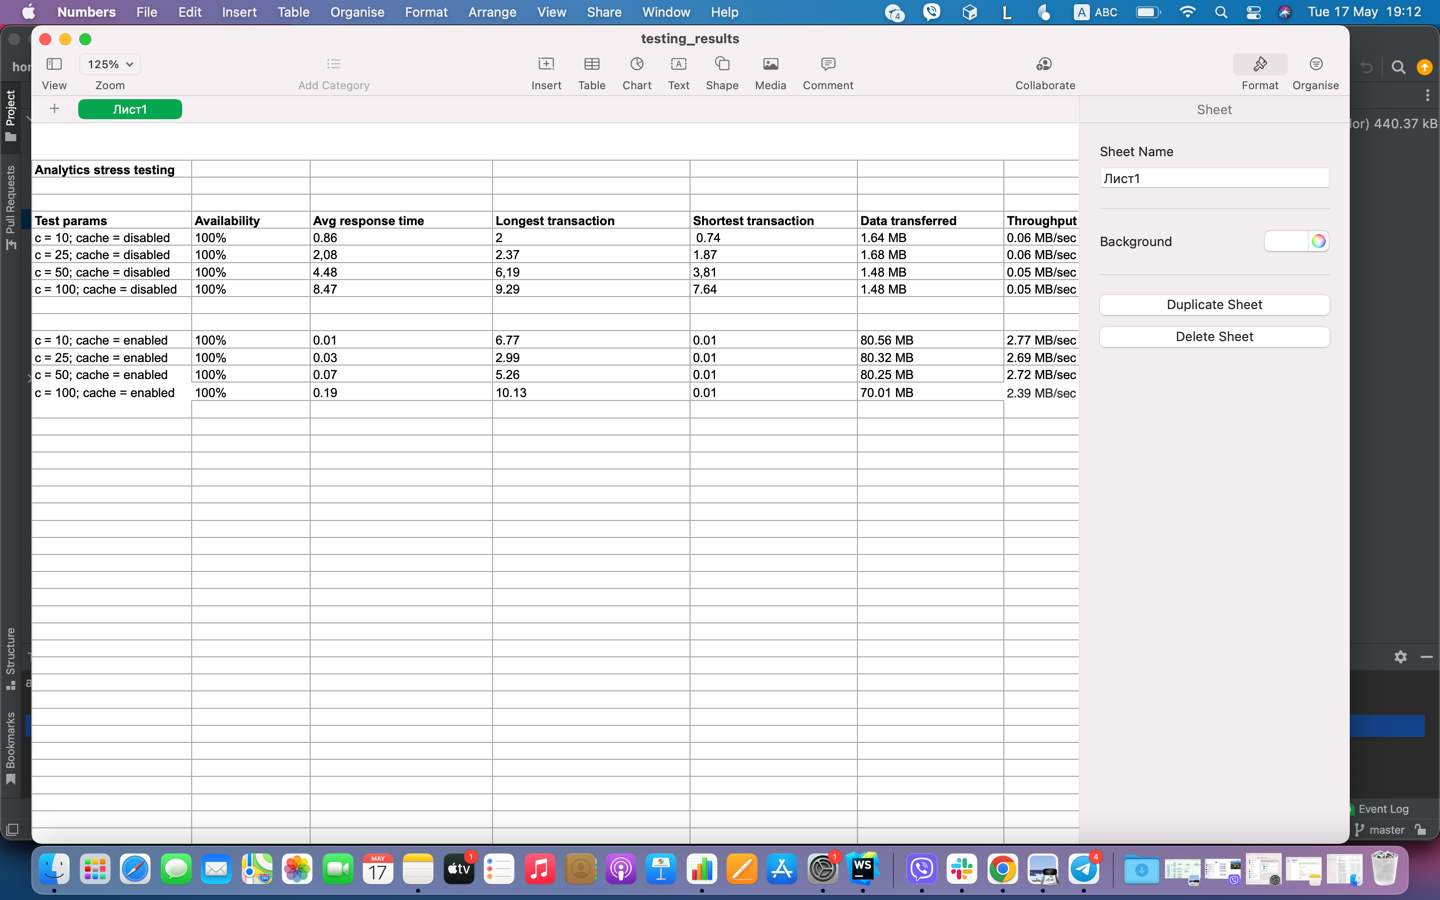 Numbers File Edit Insert Table Organise Format Arrange View Share Window Help 4 L A ABC Tue 17 May 19:12
testing_results
125%
View Zoom Add Category Insert Table Chart Text Shape Media Comment Collaborate Format Organise
Лист1
Sheet
Sheet Name
Лист1
Background
Duplicate Sheet
Delete Sheet
Analytics stress testing
Test params Availability Avg response time Longest transaction Shortest transaction Data transferred Throughput
c = 10; cache = disabled 100% 0.86 2 0.74 1.64 MB 0.06 MB/sec
c = 25; cache = disabled 100% 2,08 2.37 1.87 1.68 MB 0.06 MB/sec
c = 50; cache = disabled 100% 4.48 6,19 3,81 1.48 MB 0.05 MB/sec
c = 100; cache = disabled 100% 8.47 9.29 7.64 1.48 MB 0.05 MB/sec
c = 10; cache = enabled 100% 0.01 6.77 0.01 80.56 MB 2.77 MB/sec
c = 25; cache = enabled 100% 0.03 2.99 0.01 80.32 MB 2.69 MB/sec
c = 50; cache = enabled 100% 0.07 5.26 0.01 80.25 MB 2.72 MB/sec
c = 100; cache = enabled 100% 0.19 10.13 0.01 70.01 MB 2.39 MB/sec
Project
Pull Requests
Structure
Bookmarks
440.37 kB
Event Log
master
MAY
17
tv
1
1
WS
4